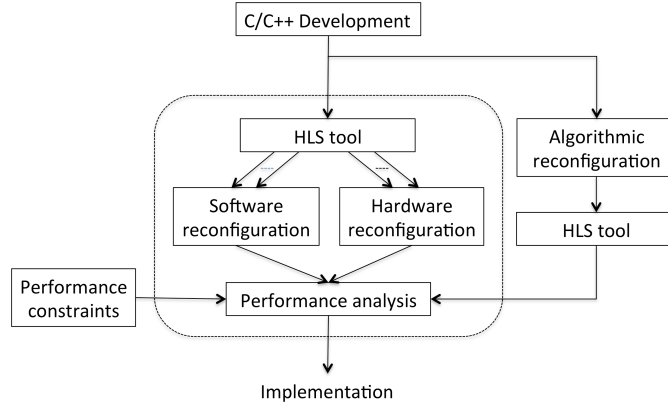 C/C++ Development
HLS tool
Algorithmic
reconfiguration
Software
reconfiguration
Hardware
reconfiguration
HLS tool
Performance
constraints
Performance analysis
Implementation